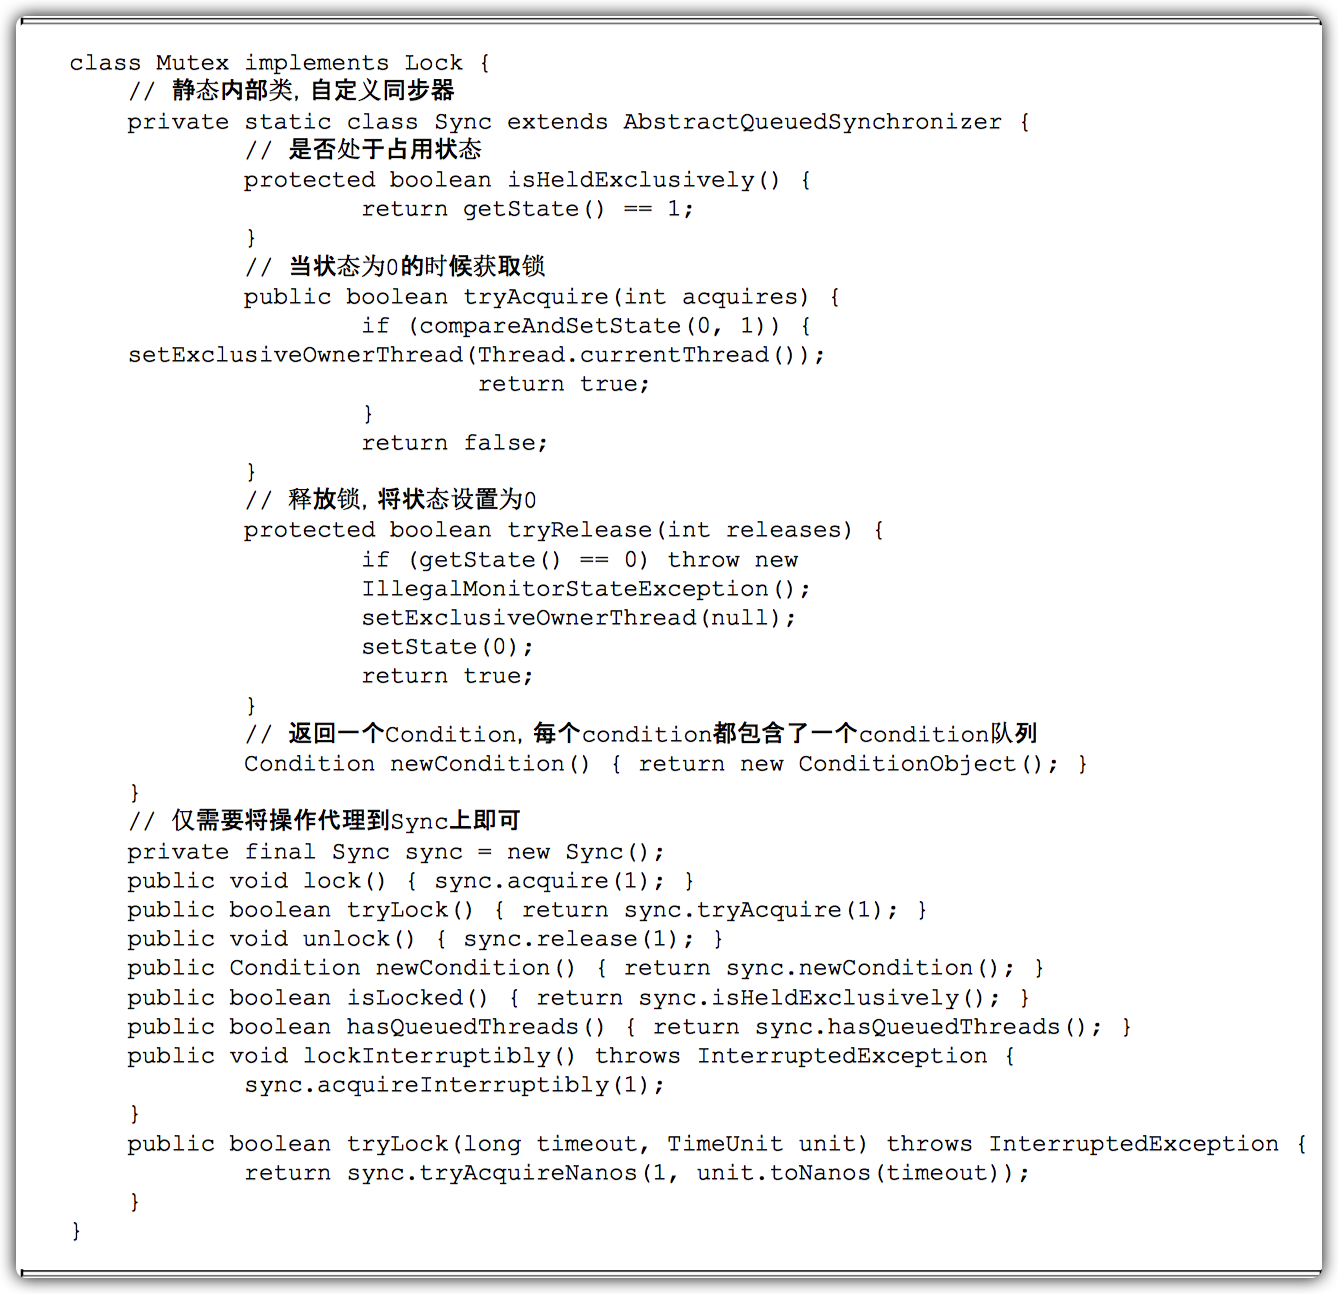 class Mutex implements Lock {
// 静态内部类, 自定义同步器
private static class Sync extends AbstractQueuedSynchronizer {
// 是否处于占用状态
protected boolean isHeldExclusively() {
return getState() == 1;
}
// 当状态为0的时候获取锁
public boolean tryAcquire(int acquires) {
if (compareAndSetState(0, 1)) {
setExclusiveOwnerThread(Thread.currentThread());
return true;
}
return false;
}
// 释放锁, 将状态设置为0
protected boolean tryRelease(int releases) {
if (getState() == 0) throw new
IllegalMonitorStateException();
setExclusiveOwnerThread(null);
setState(0);
return true;
}
// 返回一个Condition, 每个condition都包含了一个condition队列
Condition newCondition() { return new ConditionObject(); }
}
// 仅需要将操作代理到Sync上即可
private final Sync sync = new Sync();
public void lock() { sync.acquire(1); }
public boolean tryLock() { return sync.tryAcquire(1); }
public void unlock() { sync.release(1); }
public Condition newCondition() { return sync.newCondition(); }
public boolean isLocked() { return sync.isHeldExclusively(); }
public boolean hasQueuedThreads() { return sync.hasQueuedThreads(); }
public void lockInterruptibly() throws InterruptedException {
sync.acquireInterruptibly(1);
}
public boolean tryLock(long timeout, TimeUnit unit) throws InterruptedException {
return sync.tryAcquireNanos(1, unit.toNanos(timeout));
}
}